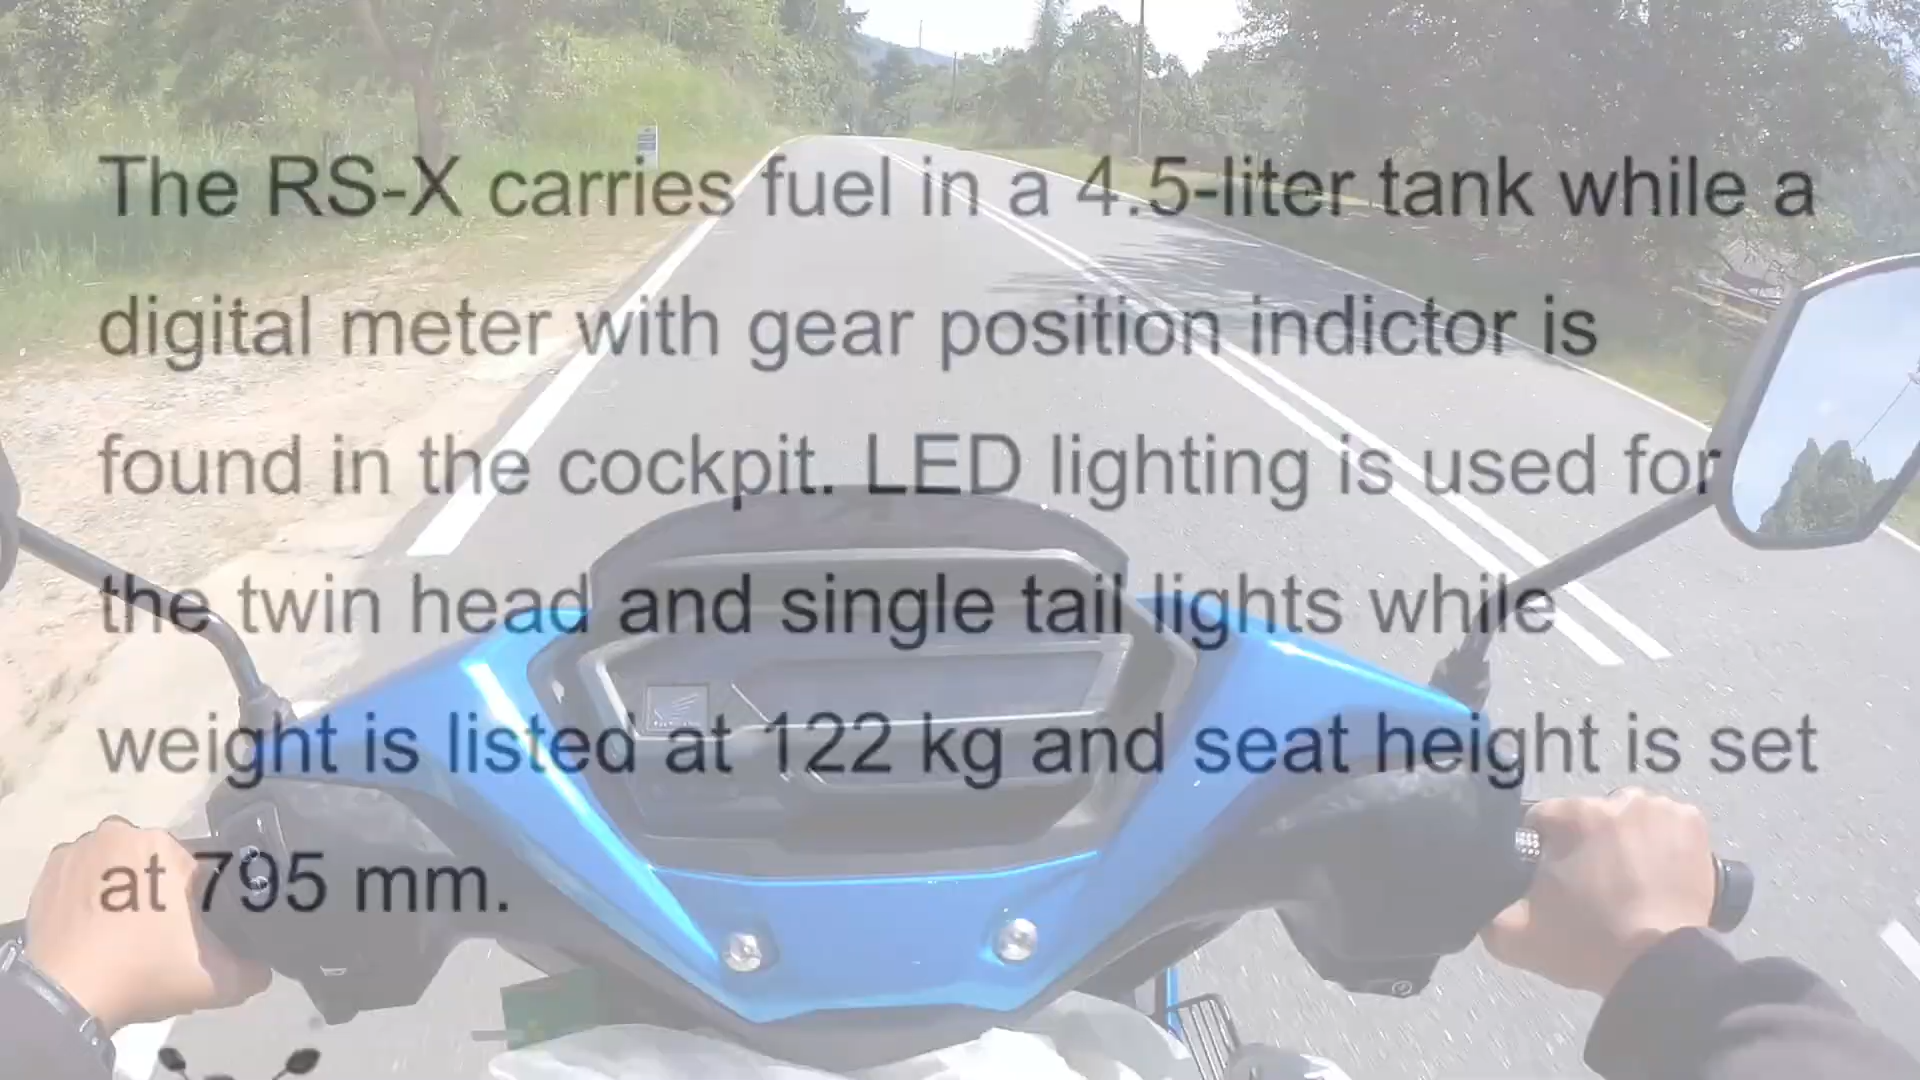 The RS-X carries fuel in a 4.5-liter tank while a
digital meter with gear position indictor is
found in the cockpit. LED lighting is used for
the twin head and single tail lights while
weight is listed at 122 kg and seat height is set
at 795 mm.